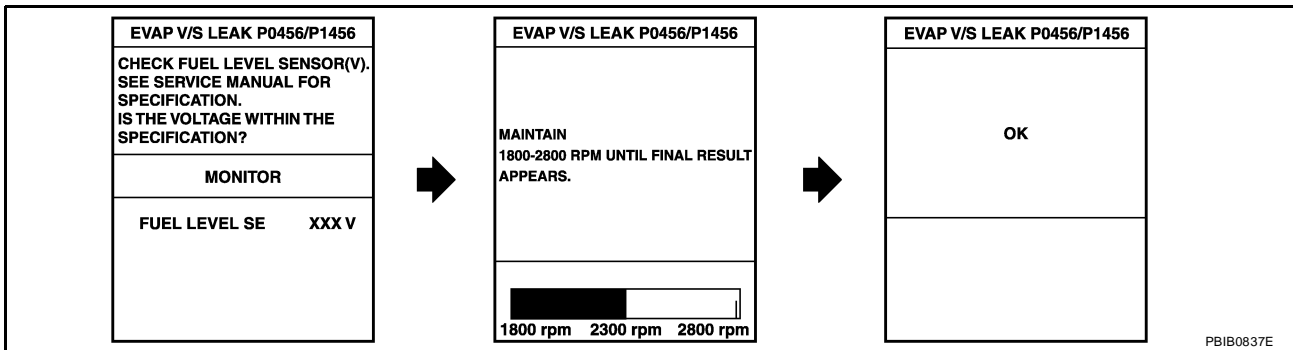 EVAP V/S LEAK P0456/P1456
CHECK FUEL LEVEL SENSOR(V).
SEE SERVICE MANUAL FOR
SPECIFICATION.
IS THE VOLTAGE WITHIN THE
SPECIFICATION?
MONITOR
FUEL LEVEL SE XXX V
EVAP V/S LEAK P0456/P1456
MAINTAIN
1800-2800 RPM UNTIL FINAL RESULT
APPEARS.
1800 rpm 2300 rpm 2800 rpm
EVAP V/S LEAK P0456/P1456
OK
PBIB0837E